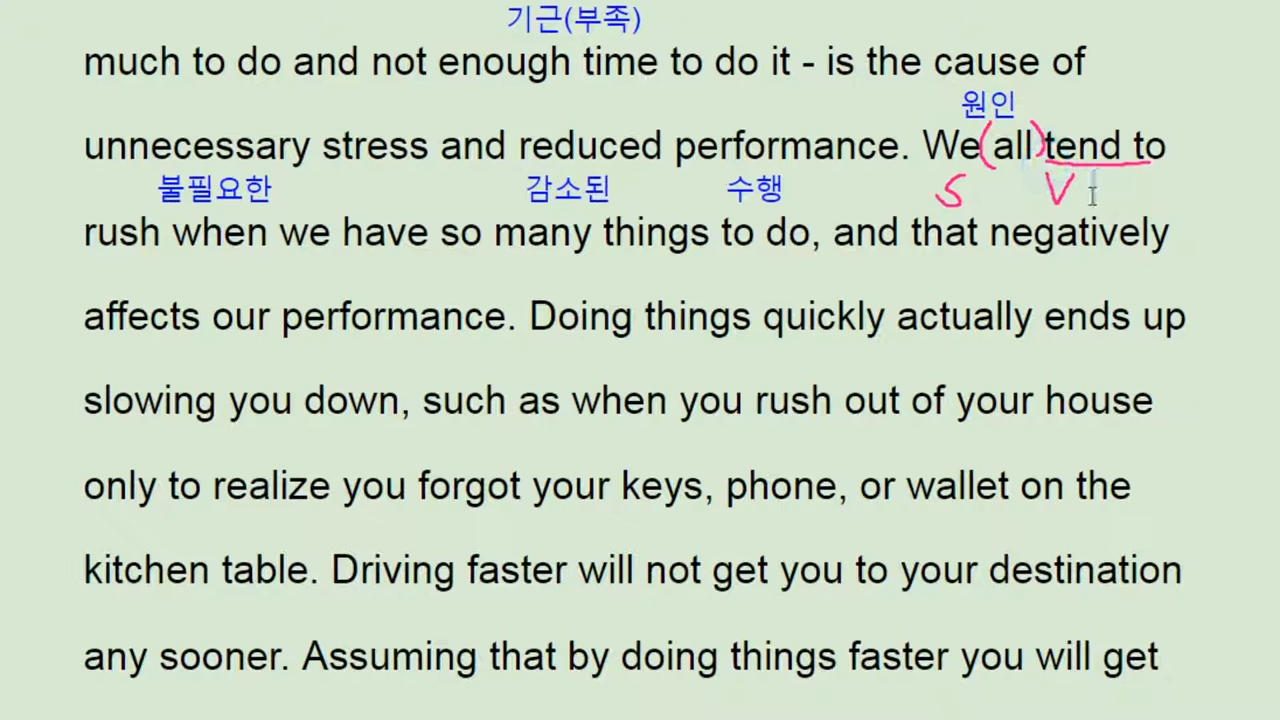 기근(부족)
much to do and not enough time to do it - is the cause of
원인
unnecessary stress and reduced performance. We (all) tend to
불필요한 감소된 수행 S V
rush when we have so many things to do, and that negatively
affects our performance. Doing things quickly actually ends up
slowing you down, such as when you rush out of your house
only to realize you forgot your keys, phone, or wallet on the
kitchen table. Driving faster will not get you to your destination
any sooner. Assuming that by doing things faster you will get